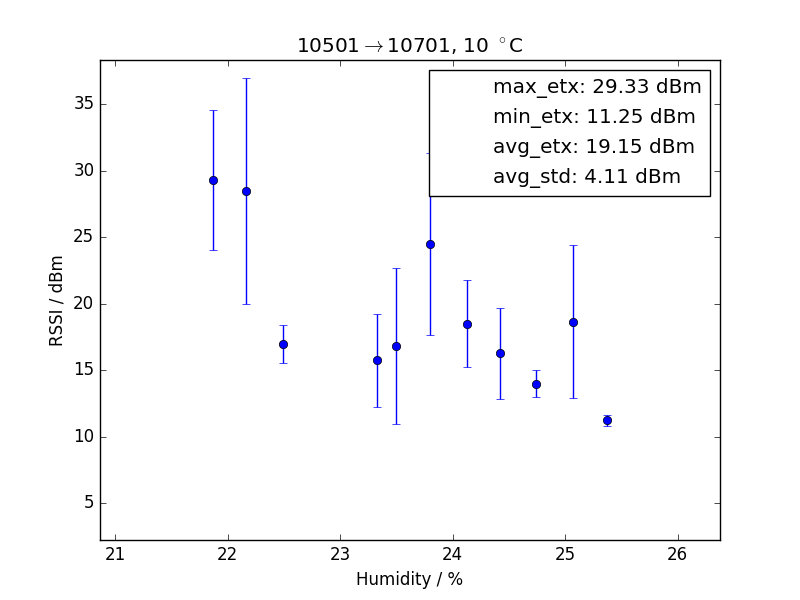 10501→10701, 10 °C
max_etx: 29.33 dBm
min_etx: 11.25 dBm
avg_etx: 19.15 dBm
avg_std: 4.11 dBm
RSSI / dBm
35
30
25
20
15
10
5
21 22 23 24 25 26
Humidity / %